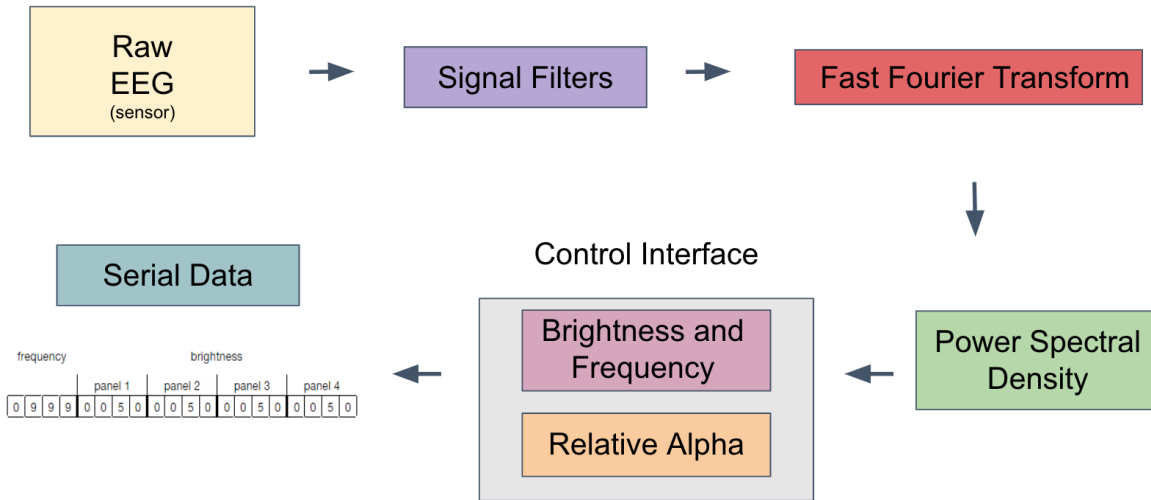 Raw
EEG
(sensor)
Signal Filters
Fast Fourier Transform
Power Spectral
Density
Control Interface
Brightness and
Frequency
Relative Alpha
Serial Data
frequency brightness
panel 1 panel 2 panel 3 panel 4
0 9 9 9 0 0 5 0 0 0 5 0 0 0 5 0 0 0 5 0